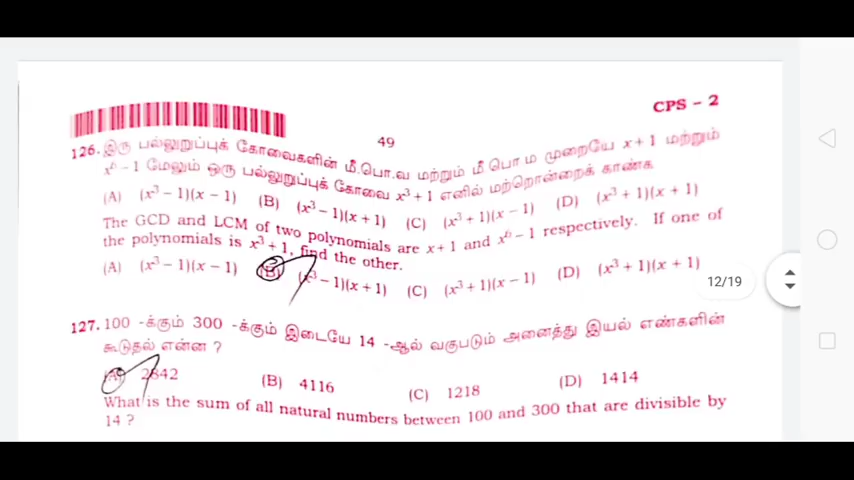 CPS - 2
49
126. இரு பல்லுறுப்புக் கோவைகளின் மீ.பொ.வ மற்றும் மீ பொ ம முறையே x + 1 மற்றும்
x⁶ − 1 மேலும் ஒரு பல்லுறுப்புக் கோவை x³ + 1 எனில் மற்றொன்றைக் காண்க
(A) (x³ − 1)(x − 1) (B) (x³ − 1)(x + 1) (C) (x³ + 1)(x − 1) (D) (x³ + 1)(x + 1)
The GCD and LCM of two polynomials are x + 1 and x⁶ − 1 respectively. If one of
the polynomials is x³ + 1, find the other.
(A) (x³ − 1)(x − 1) (B) (x³ − 1)(x + 1) (C) (x³ + 1)(x − 1) (D) (x³ + 1)(x + 1)
12/19
127. 100 -க்கும் 300 -க்கும் இடையே 14 -ஆல் வகுபடும் அனைத்து இயல் எண்களின்
கூடுதல் என்ன ?
(A) 2842 (B) 4116 (C) 1218 (D) 1414
What is the sum of all natural numbers between 100 and 300 that are divisible by
14 ?